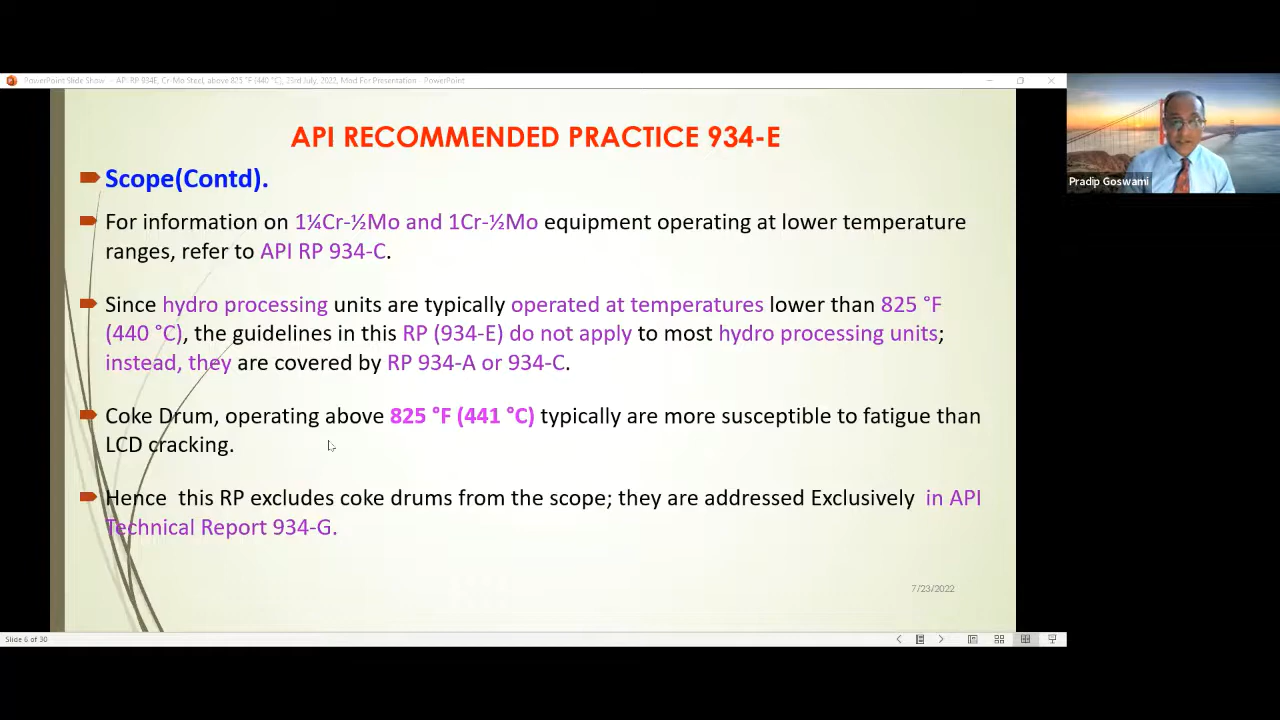 PowerPoint Slide Show - API-RP 934E, Cr-Mo Steel, above 825 °F (440 °C), 23rd July, 2022, Mod For Presentation - PowerPoint
API RECOMMENDED PRACTICE 934-E
Scope(Contd).
For information on 1¼Cr-½Mo and 1Cr-½Mo equipment operating at lower temperature
ranges, refer to API RP 934-C.
Since hydro processing units are typically operated at temperatures lower than 825 °F
(440 °C), the guidelines in this RP (934-E) do not apply to most hydro processing units;
instead, they are covered by RP 934-A or 934-C.
Coke Drum, operating above 825 °F (441 °C) typically are more susceptible to fatigue than
LCD cracking.
Hence this RP excludes coke drums from the scope; they are addressed Exclusively in API
Technical Report 934-G.
7/23/2022
Slide 6 of 30
Pradip Goswami